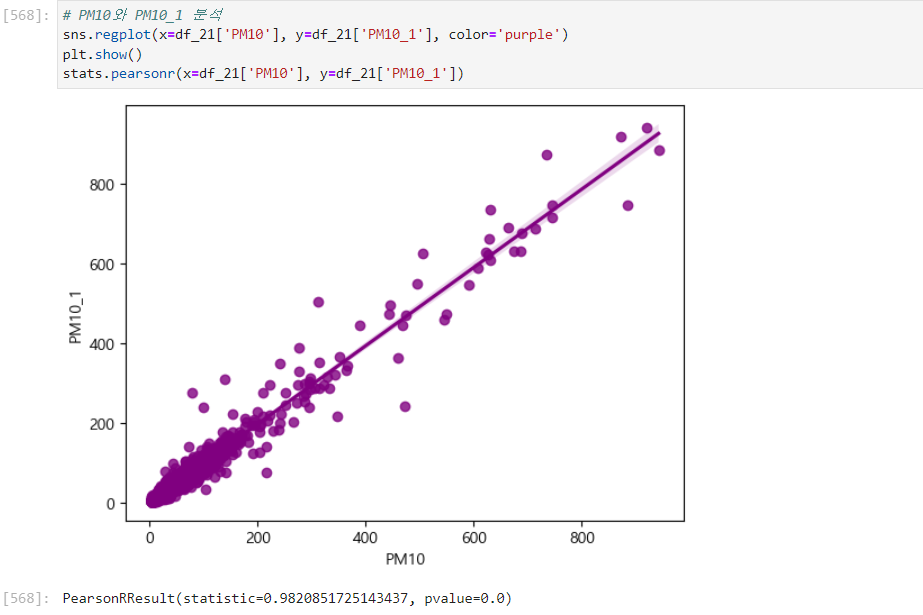 [568]: # PM10와 PM10_1 분석
sns.regplot(x=df_21['PM10'], y=df_21['PM10_1'], color='purple')
plt.show()
stats.pearsonr(x=df_21['PM10'], y=df_21['PM10_1'])
800
600
400
200
0
PM10_1
0 200 400 600 800
PM10
[568]: PearsonRResult(statistic=0.9820851725143437, pvalue=0.0)